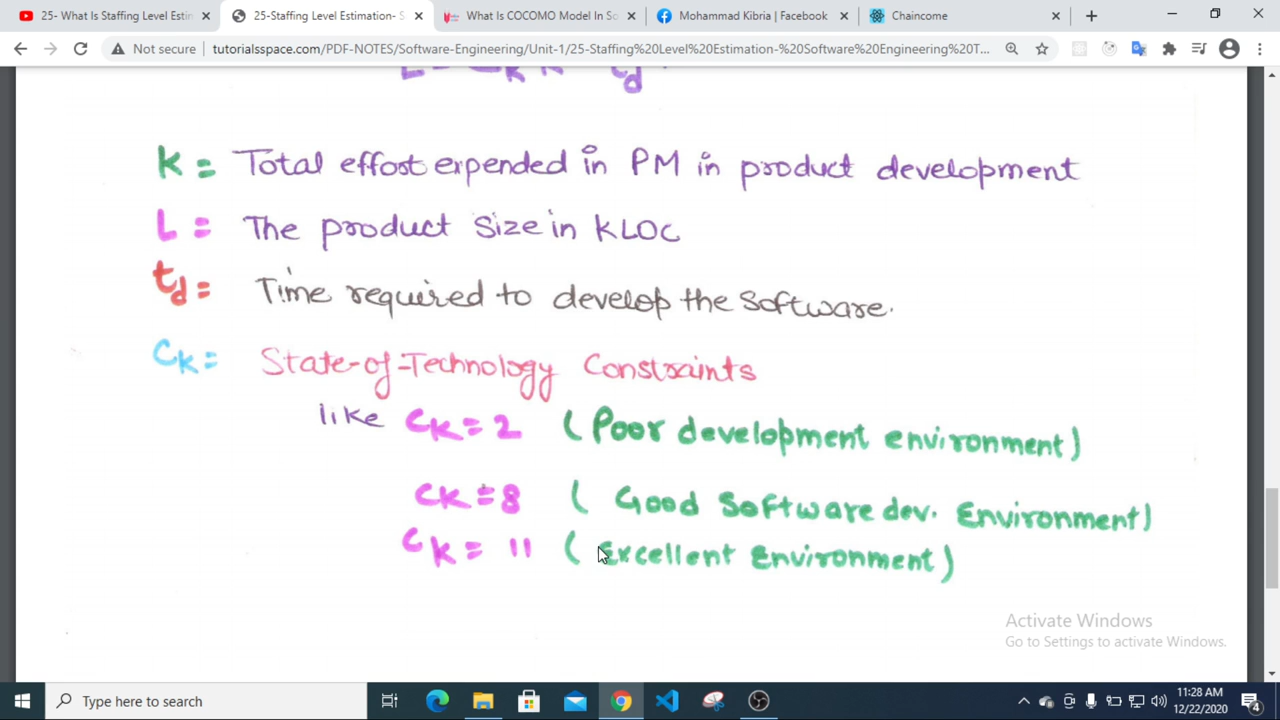 25- What Is Staffing Level Estim
25-Staffing Level Estimation- S
What Is COCOMO Model In So
Mohammad Kibria | Facebook
Chaincome
Not secure
tutorialsspace.com/PDF-NOTES/Software-Engineering/Unit-1/25-Staffing%20Level%20Estimation-%20Software%20Engineering%20T...
K = Total effort expended in PM in product development
L = The product Size in KLOC
td = Time required to develop the Software.
CK = State-of-Technology Constraints
like CK = 2 (Poor development environment)
CK = 8 (Good Software dev. Environment)
CK = 11 (Excellent Environment)
Activate Windows
Go to Settings to activate Windows.
Type here to search
11:28 AM
12/22/2020
4